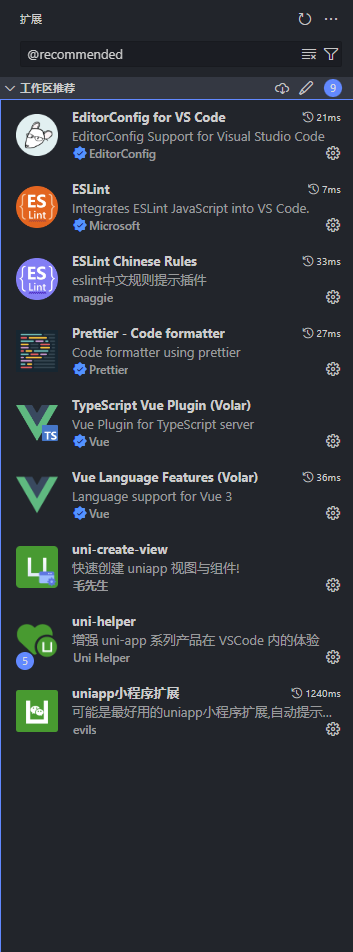 扩展
@recommended
工作区推荐 9
EditorConfig for VS Code 21ms
EditorConfig Support for Visual Studio Code
EditorConfig
ES Lint
ESLint 7ms
Integrates ESLint JavaScript into VS Code.
Microsoft
ES Lint
ESLint Chinese Rules 33ms
eslint中文规则提示插件
maggie
Prettier - Code formatter 27ms
Code formatter using prettier
Prettier
TypeScript Vue Plugin (Volar)
Vue Plugin for TypeScript server
TS
Vue
Vue Language Features (Volar) 36ms
Language support for Vue 3
Vue
uni-create-view
快速创建 uniapp 视图与组件!
毛先生
uni-helper
增强 uni-app 系列产品在 VSCode 内的体验
5
Uni Helper
uniapp小程序扩展 1240ms
可能是最好用的uniapp小程序扩展,自动提示...
evils